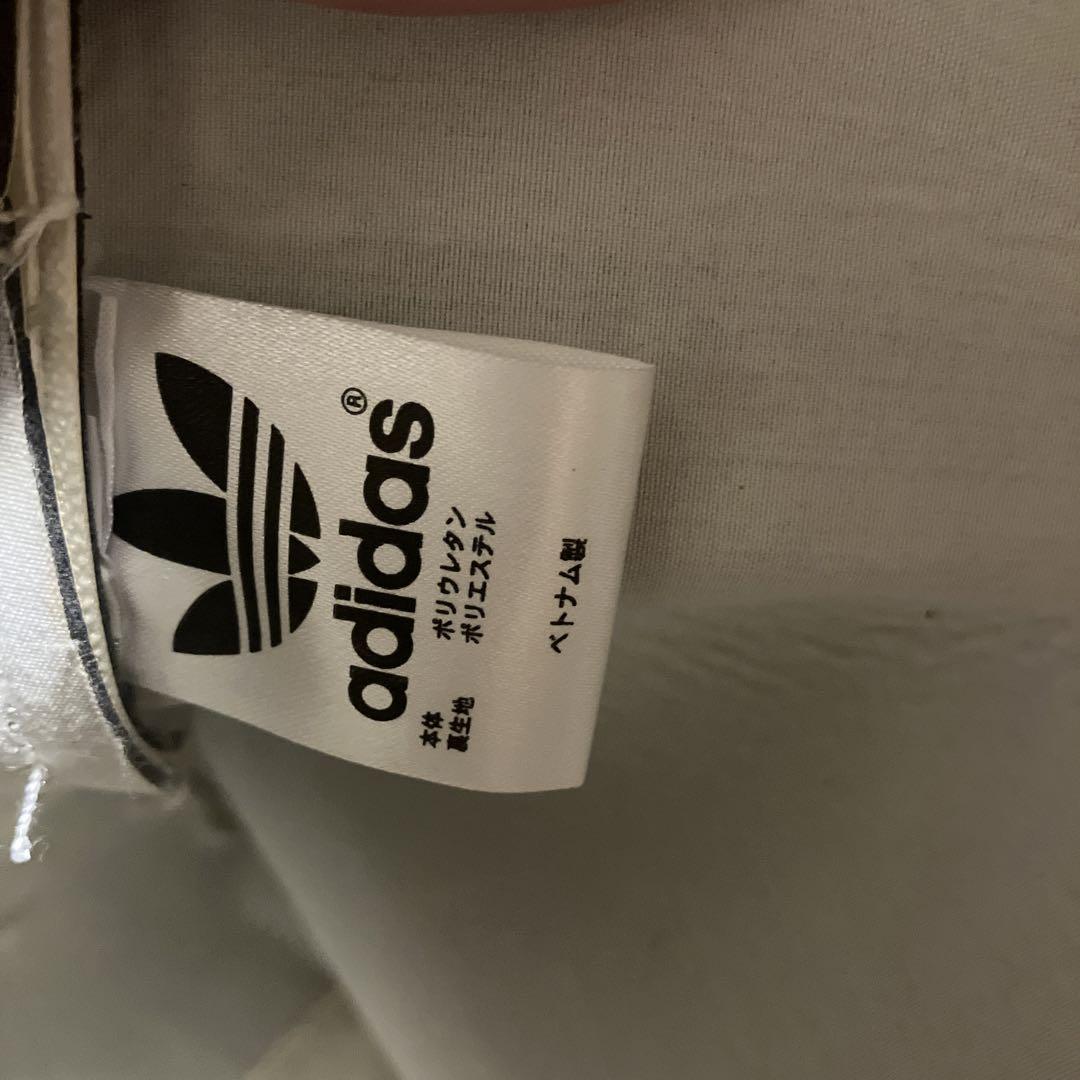 adidas®
本体 ポリウレタン
裏生地 ポリエステル
ベトナム製